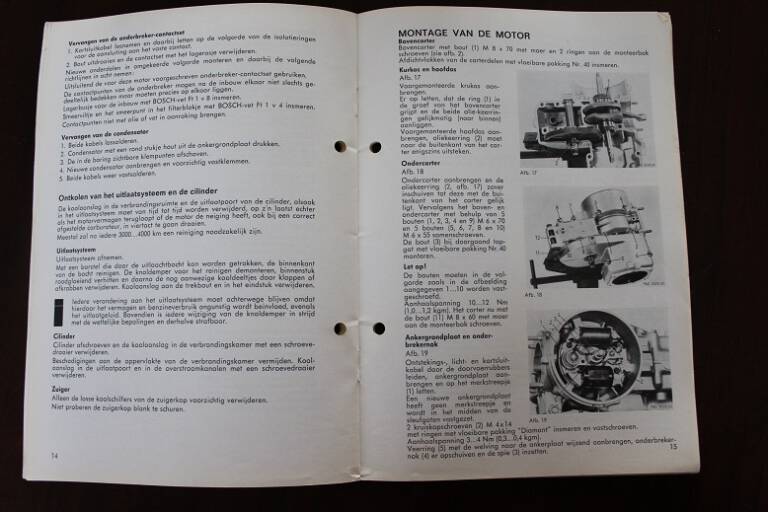 Vervangen van de onderbreker-contactset
1. Kortsluitkabel losnemen en daarbij letten op de volgorde van de isolatieringen
voor de aansluiting aan het vaste contact.
2. Bout uitdraaien en de contactset met het lagerasje verwijderen.
Nieuwe onderdelen in omgekeerde volgorde monteren en daarbij de volgende
richtlijnen in acht nemen:
Uitsluitend de voor deze motor voorgeschreven onderbreker-contactset gebruiken.
De contactpunten van de onderbreker mogen na de inbouw elkaar niet slechts ge-
deeltelijk bedekken maar moeten precies op elkaar liggen.
Lagerbusje voor de inbouw met BOSCH-vet Ft 1 v 8 insmeren.
Smeerviltje en het smeerpunt in het filterblokje met BOSCH-vet Ft 1 v 4 insmeren.
Contactpunten niet met olie of vet in aanraking brengen.
Vervangen van de condensator
1. Beide kabels lossolderen.
2. Condensator met een rond stukje hout uit de ankergrondplaat drukken.
3. De in de boring zichtbare klempunten afschaven.
4. Nieuwe condensator aanbrengen en voorzichtig vastklemmen.
5. Beide kabels weer vastsolderen.
Ontkolen van het uitlaatsysteem en de cilinder
De koolaanslag in de verbrandingsruimte en de uitlaatpoort van de cilinder, alsook
in het uitlaatsysteem moet van tijd tot tijd worden verwijderd, op z'n laatst echter
als het motorvermogen terugloopt of de motor de neiging heeft, ook bij een correct
afgestelde carburateur, in viertact te gaan draaien.
Meestal zal na iedere 3000...4000 km een reiniging noodzakelijk zijn.
Uitlaatsysteem
Uitlaatsysteem afnemen.
Met een borstel die door de uitlaatbocht kan worden getrokken, de binnenkant
van de bocht reinigen. De knaldemper voor het reinigen demonteren, binnenstuk
roodgloeiend verhitten en daarna de nog aanwezige kooldeeltjes door kloppen of
afkrabben verwijderen. Koolaanslag aan de trekbout en in het eindstuk verwijderen.
Iedere verandering aan het uitlaatsysteem moet achterwege blijven omdat
hierdoor het vermogen en benzineverbruik ongunstig wordt beïnvloed, evenals
het uitlaatgeluid. Bovendien is iedere wijziging van de knaldemper in strijd
met de wettelijke bepalingen en derhalve strafbaar.
Cilinder
Cilinder afschroeven en de koolaanslag in de verbrandingskamer met een schroeve-
draaier verwijderen.
Beschadigingen aan de oppervlakte van de verbrandingskamer vermijden. Kool-
aanslag in de uitlaatpoort en in de overstroomkanalen met een schroevedraaier
verwijderen.
Zuiger
Alleen de losse koolschilfers van de zuigerkop voorzichtig verwijderen.
Niet proberen de zuigerkop blank te schuren.
14
MONTAGE VAN DE MOTOR
Bovencarter
Bovencarter met bout (1) M 8 x 70 met moer en 2 ringen aan de monteerbok
schroeven (zie afb. 2).
Afdichtvlakken van de carterdelen met vloeibare pakking Nr. 40 insmeren.
Krukas en hoofdas
Afb. 17
Voorgemonteerde krukas aan-
brengen.
Er op letten, dat de ring (1) in
de groef van het bovencarter
grijpt en de beide olie-keerrin-
gen gelijkmatig (naar binnen)
aanliggen.
Voorgemonteerde hoofdas aan-
brengen, oliekeerring (2) moet
naar de buitenkant van het car-
ter enigszins uitsteken.
Afb. 17
Ondercarter
Afb. 18
Ondercarter aanbrengen en de
oliekeerring (2, afb. 17) zover
inschuiven tot deze met de bui-
tenkant van het carter gelijk
ligt. Vervolgens het boven- en
ondercarter met behulp van 5
bouten (1, 2, 3, 4 en 9) M 6 x 70
en 5 bouten (5, 6, 7, 8 en 10)
M 6 x 55 samenschroeven.
De bout (3) bij doorgaand tap-
gat met vloeibare pakking Nr. 40
monteren.
Let op!
De bouten moeten in de vol-
gorde zoals in de afbeelding
aangegeven 1...10 worden vast-
geschroefd.
Aanhaalspanning 10...12 Nm
(1,0...1,2 kgm). Het carter nu met
de bout (11) M 8 x 60 met moer
aan de monteerbok schroeven.
Afb. 18
Ankergrondplaat en onder-
brekernok
Afb. 19
Ontstekings-, licht- en kortsluit-
kabel door de doorvoerrubbers
leiden, ankergrondplaat aan-
brengen en op het merkstreepje
(1) letten.
Een nieuwe ankergrondplaat
heeft geen merkstreepje en
wordt in het midden van de
sleufgaten vastgezet.
2 kruiskopschroeven (2) M 4x14
met ringen met vloeibare pakking "Diamant" insmeren en vastschroeven.
Aanhaalspanning 3...4 Nm (0,3...0,4 kgm).
Veerring (5) met de welving naar de ankerplaat wijzend aanbrengen, onderbreker-
nok (4) er opschuiven en de spie (3) inzetten.
Afb. 19
15